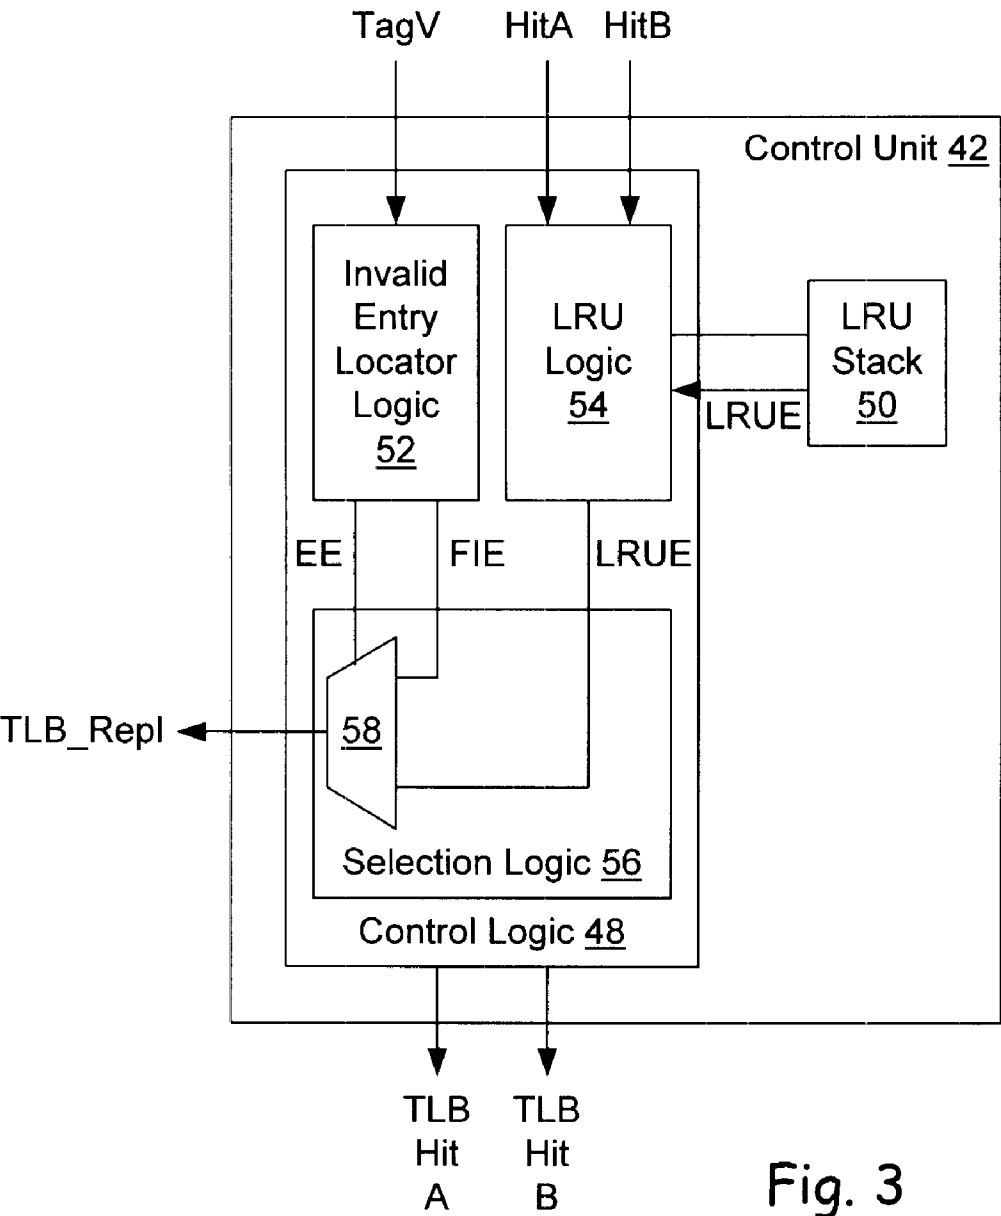 TagV HitA HitB
Control Unit 42
Invalid
Entry
Locator
Logic
52
LRU
Logic
54
LRU
Stack
50
LRUE
EE FIE LRUE
TLB_Repl
58
Selection Logic 56
Control Logic 48
TLB
Hit
A
TLB
Hit
B
Fig. 3